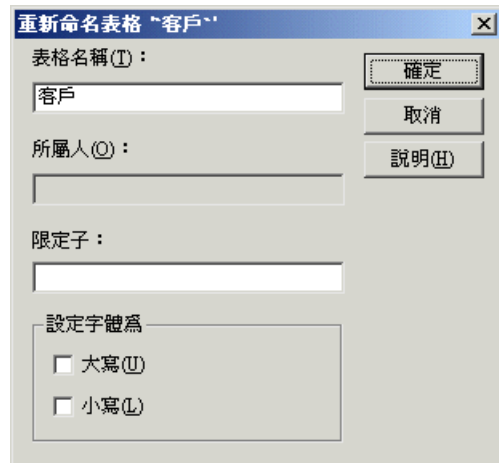 重新命名表格 "客戶"
表格名稱(T)：
確定
客戶
取消
所屬人(O)：
說明(H)
限定子：
設定字體爲
大寫(U)
小寫(L)